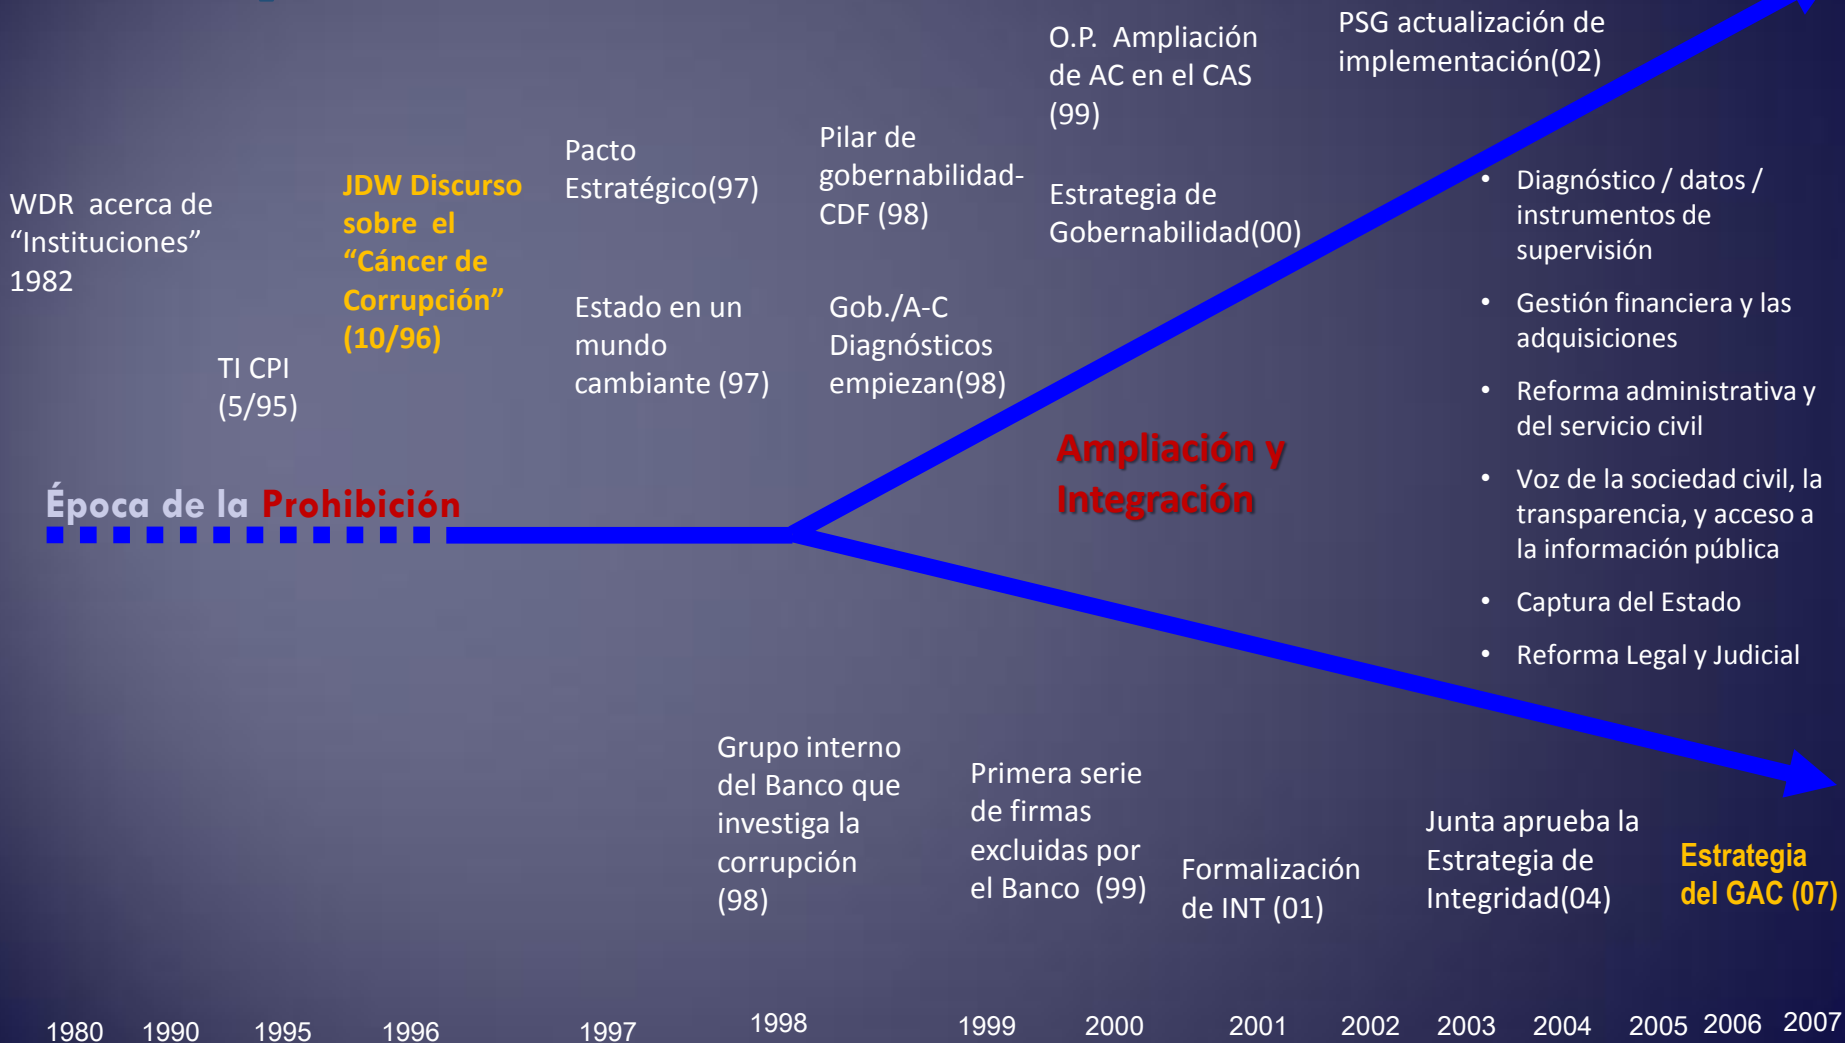 O.P. Ampliación
de AC en el CAS
(99)
PSG actualización de
implementación(02)
WDR acerca de
“Instituciones”
1982
TI CPI
(5/95)
JDW Discurso
sobre el
“Cáncer de
Corrupción”
(10/96)
Pacto
Estratégico(97)
Estado en un
mundo
cambiante (97)
Pilar de
gobernabilidad-
CDF (98)
Gob./A-C
Diagnósticos
empiezan(98)
Estrategia de
Gobernabilidad(00)
Época de la Prohibición
Ampliación y
Integración
• Diagnóstico / datos /
instrumentos de
supervisión
• Gestión financiera y las
adquisiciones
• Reforma administrativa y
del servicio civil
• Voz de la sociedad civil, la
transparencia, y acceso a
la información pública
• Captura del Estado
• Reforma Legal y Judicial
Grupo interno
del Banco que
investiga la
corrupción
(98)
Primera serie
de firmas
excluidas por
el Banco (99)
Formalización
de INT (01)
Junta aprueba la
Estrategia de
Integridad(04)
Estrategia
del GAC (07)
1980 1990 1995 1996 1997 1998 1999 2000 2001 2002 2003 2004 2005 2006 2007